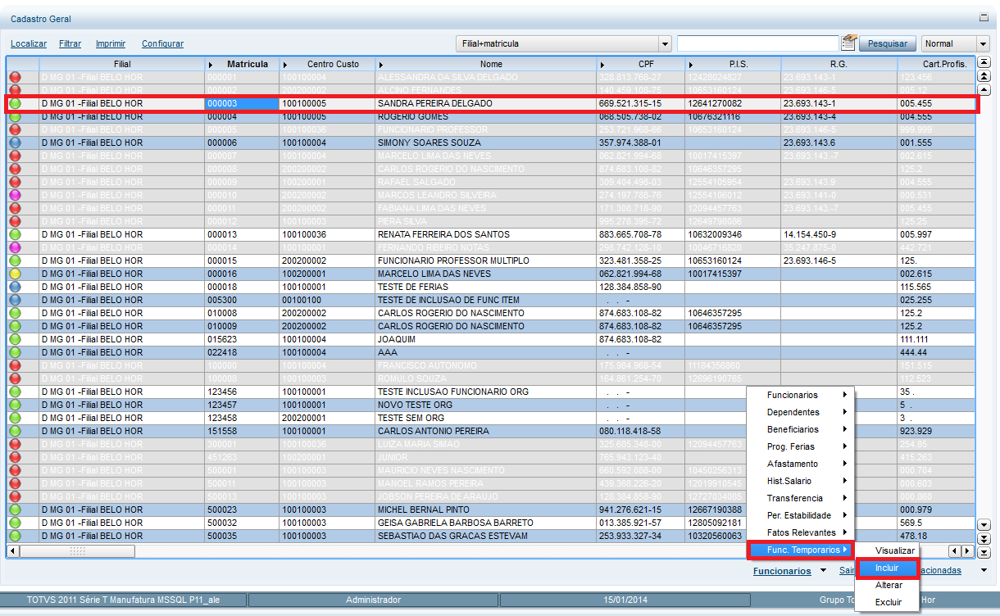 Cadastro Geral
Localizar Filtrar Imprimir Configurar Filial+matricula Pesquisar Normal
Filial Matricula Centro Custo Nome CPF P.I.S. R.G. Cart.Profis.
D MG 01 -Filial BELO HOR 000001 100100004 ALESSANDRA DA SILVA DELGADO 328.813.768-27 12428024827 23.693.143-1 123.456
D MG 01 -Filial BELO HOR 000002 200200002 ALCINO FERNANDES 140.459.108-75 10653160124 23.693.146-5 005.12
D MG 01 -Filial BELO HOR 000003 100100005 SANDRA PEREIRA DELGADO 669.521.315-15 12641270082 23.693.143-1 005.455
D MG 01 -Filial BELO HOR 000004 100100005 ROGERIO GOMES 068.505.738-02 10676321116 23.693.143-4 004.555
D MG 01 -Filial BELO HOR 000005 100100036 FUNCIONARIO PROFESSOR 253.721.968-66 10653160124 23.693.146-5 999.999
D MG 01 -Filial BELO HOR 000006 100100004 SIMONY SOARES SOUZA 357.974.388-01 23.693.143.6 001.555
D MG 01 -Filial BELO HOR 000007 100100004 MARCELO LIMA DAS NEVES 062.821.994-68 10017415397 23.693.143.-7 002.615
D MG 01 -Filial BELO HOR 000008 200200002 CARLOS ROGERIO DO NASCIMENTO 874.683.108-82 10646357295 125.2
D MG 01 -Filial BELO HOR 000009 100200001 RAFAEL SALGADO 309.404.498-03 12554105954 23.693.143.9 004.555
D MG 01 -Filial BELO HOR 000010 200200002 MARCOS LEANDRO SILVEIRA 274.197.788-76 12554106012 23.693.141-0 000.531
D MG 01 -Filial BELO HOR 000011 200200002 FABIANA LIMA DAS NEVES 171.308.718-90 12094457763 23.693.143.-7 005.455
D MG 01 -Filial BELO HOR 000012 100100003 PIERA SILVA 995.278.395-72 12649798086 125.25
D MG 01 -Filial BELO HOR 000013 100100036 RENATA FERREIRA DOS SANTOS 883.665.708-78 10632009346 14.154.450-9 005.997
D MG 01 -Filial BELO HOR 000014 100100001 FERNANDO RIBEIRO NOTAS 298.742.128-10 10046716820 35.247.875-0 442.721
D MG 01 -Filial BELO HOR 000015 200200002 FUNCIONARIO PROFESSOR MULTIPLO 323.481.358-25 10653160124 23.693.146-5 125.
D MG 01 -Filial BELO HOR 000016 100200001 MARCELO LIMA DAS NEVES 062.821.994-68 10017415397 002.615
D MG 01 -Filial BELO HOR 000018 100100001 TESTE DE FERIAS 128.384.858-90 115.565
D MG 01 -Filial BELO HOR 005300 00100100 TESTE DE INCLUSAO DE FUNC ITEM . . - 025.255
D MG 01 -Filial BELO HOR 010008 200200002 CARLOS ROGERIO DO NASCIMENTO 874.683.108-82 10646357295 125.2
D MG 01 -Filial BELO HOR 010009 200200002 CARLOS ROGERIO DO NASCIMENTO 874.683.108-82 10646357295 125.2
D MG 01 -Filial BELO HOR 015623 100100004 JOAQUIM 874.683.108-82 111.111
D MG 01 -Filial BELO HOR 022418 100100004 AAA . . - 444.44
D MG 01 -Filial BELO HOR 100000 100100004 FRANCISCO AUTONOMO 175.984.968-54 11184356860 151.515
D MG 01 -Filial BELO HOR 100008 100100003 ROMULO SOUZA 164.861.254-70 12696190765 112.523
D MG 01 -Filial BELO HOR 123456 100100001 TESTE INCLUSAO FUNCIONARIO ORG . . - 35 .
D MG 01 -Filial BELO HOR 123457 100100001 NOVO TESTE ORG . . - 5 .
D MG 01 -Filial BELO HOR 123458 200200001 TESTE SEM ORG . . - 3 .
D MG 01 -Filial BELO HOR 151558 100100001 CARLOS ANTONIO PEREIRA 080.118.418-58 923.929
D MG 01 -Filial BELO HOR 300001 100100036 LUIZA MARIA SIMAO 325.685.348-00 12094457763 254.85
D MG 01 -Filial BELO HOR 451263 100200001 JUNIOR 765.943.123-40 415.263
D MG 01 -Filial BELO HOR 500001 100100003 MAURICIO NEVES NASCIMENTO 660.592.088-00 10450256313 000.704
D MG 01 -Filial BELO HOR 500011 100100003 MANOEL RAMOS PEREIRA 439.368.226-20 12019910545 000.603
D MG 01 -Filial BELO HOR 500013 100100003 JOBSON PEREIRA DE ARAUJO 128.384.858-90 12727034085 000.860
D MG 01 -Filial BELO HOR 500023 100100003 MICHEL BERNAL PINTO 941.276.621-15 12667190388 000.979
D MG 01 -Filial BELO HOR 500032 100100003 GEISA GABRIELA BARBOSA BARRETO 013.385.921-57 12805092181 569.5
D MG 01 -Filial BELO HOR 500035 100100003 SEBASTIAO DAS GRACAS ESTEVAM 253.933.327-34 10320560063 478.18
Funcionarios
Dependentes
Beneficiarios
Prog. Ferias
Afastamento
Hist.Salario
Transferencia
Per. Estabilidade
Fatos Relevantes
Func. Temporarios
Visualizar
Incluir
Alterar
Excluir
Funcionarios Sair acionadas
TOTVS 2011 Série T Manufatura MSSQL P11_ale Administrador 15/01/2014 Grupo To Hor